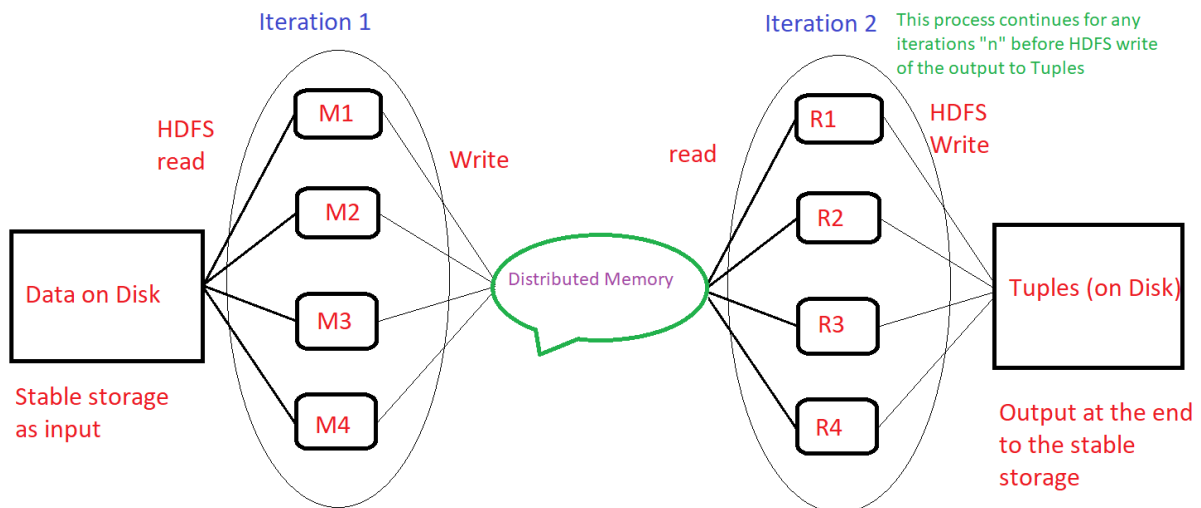 Iteration 1
Iteration 2
This process continues for any
iterations "n" before HDFS write
of the output to Tuples
HDFS
read
M1
Write
read
R1
HDFS
Write
M2
R2
Data on Disk
Distributed Memory
Tuples (on Disk)
M3
R3
Stable storage
as input
M4
R4
Output at the end
to the stable
storage